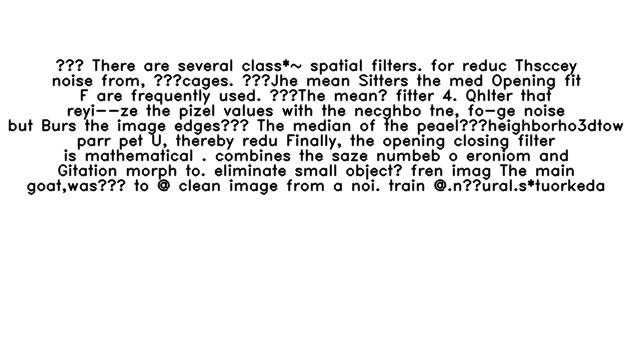 ??? There are several class*~ spatial filters. for reduc Thsccey
noise from, ???cages. ???Jhe mean Sitters the med Opening fit
F are frequently used. ???The mean? fitter 4. Qhlter that
reyi--ze the pizel values with the necghbo tne, fo-ge noise
but Burs the image edges??? The median of the peael???heighborho3dtow
parr pet U, thereby redu Finally, the opening closing filter
is mathematical . combines the saze numbeb o eroniom and
Gitation morph to. eliminate small object? fren imag The main
goat,was??? to @ clean image from a noi. train @.n??ural.s*tuorkeda